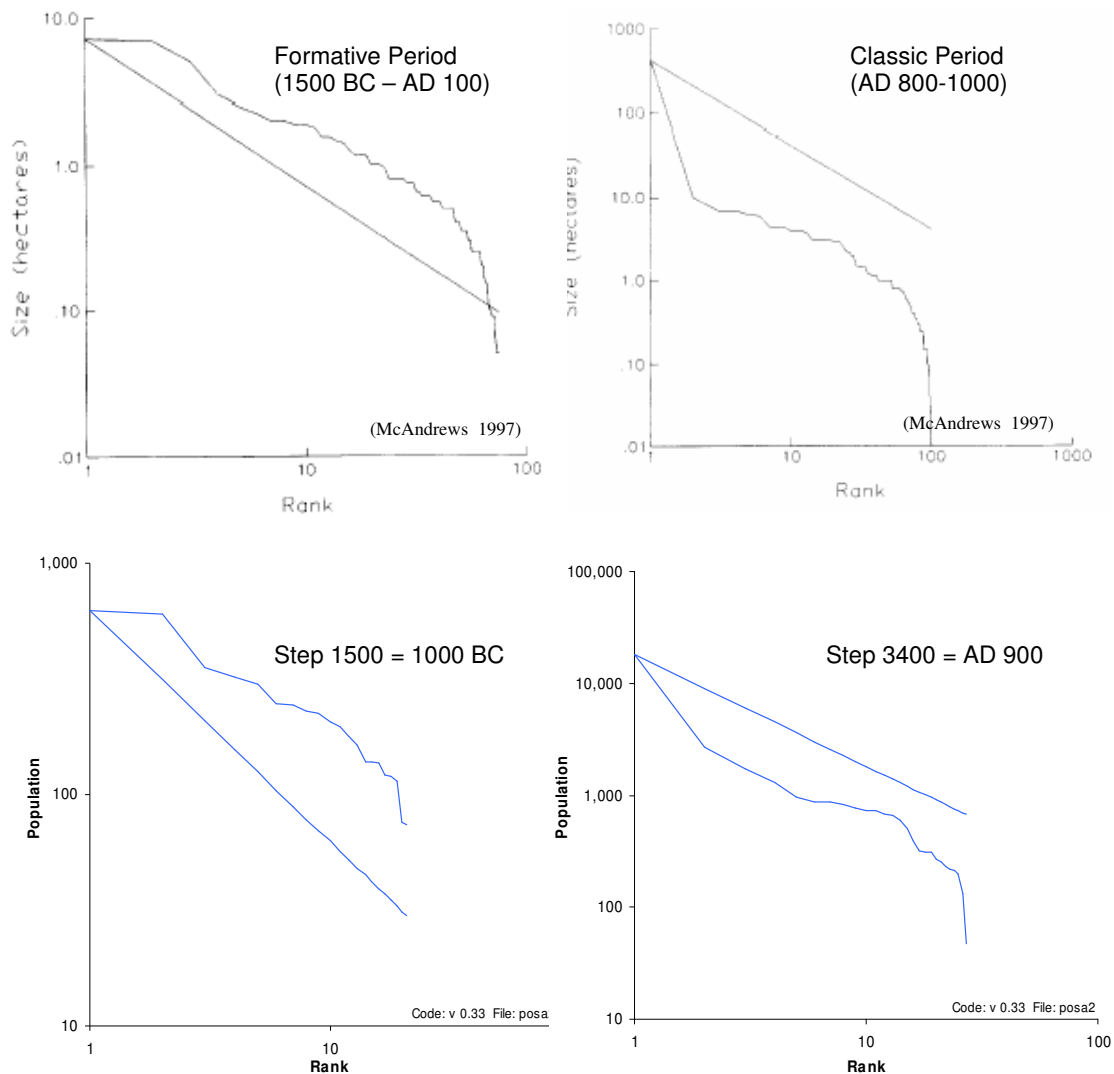 10.0
1.0
.10
.01
Size (hectares)
Formative Period
(1500 BC – AD 100)
(McAndrews 1997)
1
10
100
Rank
1000
100
10.0
1.0
.10
.01
Size (hectares)
Classic Period
(AD 800-1000)
(McAndrews 1997)
1
10
100
1000
Rank
1,000
100
10
Population
Step 1500 = 1000 BC
Code: v 0.33 File: posa
1
10
Rank
100,000
10,000
1,000
100
10
Population
Step 3400 = AD 900
Code: v 0.33 File: posa2
1
10
100
Rank